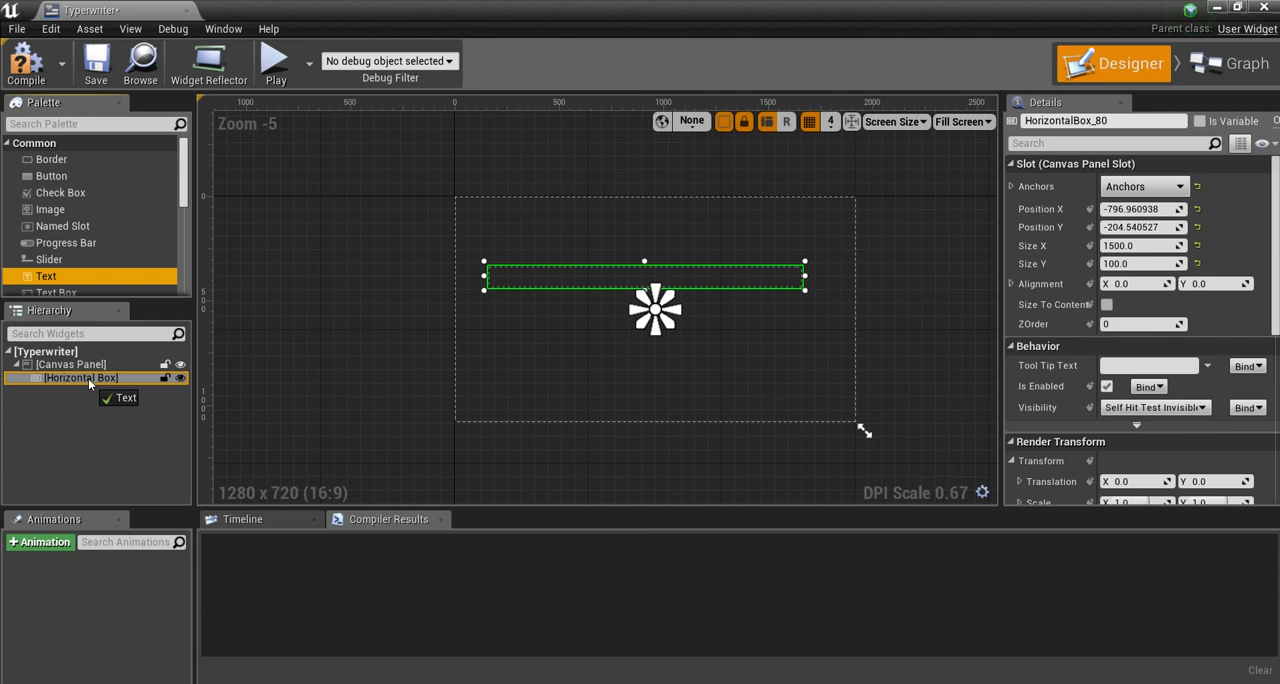 Typewriter*
File Edit Asset View Debug Window Help
Parent class: User Widget
Compile Save Browse Widget Reflector Play
No debug object selected
Debug Filter
Designer Graph
Palette
Search Palette
Common
Border
Button
Check Box
Image
Named Slot
Progress Bar
Slider
Text
Text Box
Hierarchy
Search Widgets
[Typewriter]
[Canvas Panel]
[Horizontal Box]
Text
1000 500 0 500 1000 1500 2000 2500
Zoom -5
None R 4 Screen Size Fill Screen
0
500
1000
1280 x 720 (16:9)
DPI Scale 0.67
Details
HorizontalBox_80
Is Variable
Search
Slot (Canvas Panel Slot)
Anchors Anchors
Position X -796.960938
Position Y -204.540527
Size X 1500.0
Size Y 100.0
Alignment X 0.0 Y 0.0
Size To Content
ZOrder 0
Behavior
Tool Tip Text Bind
Is Enabled Bind
Visibility Self Hit Test Invisible Bind
Render Transform
Transform
Translation X 0.0 Y 0.0
Scale X 1.0 Y 1.0
Animations
+Animation Search Animations
Timeline
Compiler Results
Clear